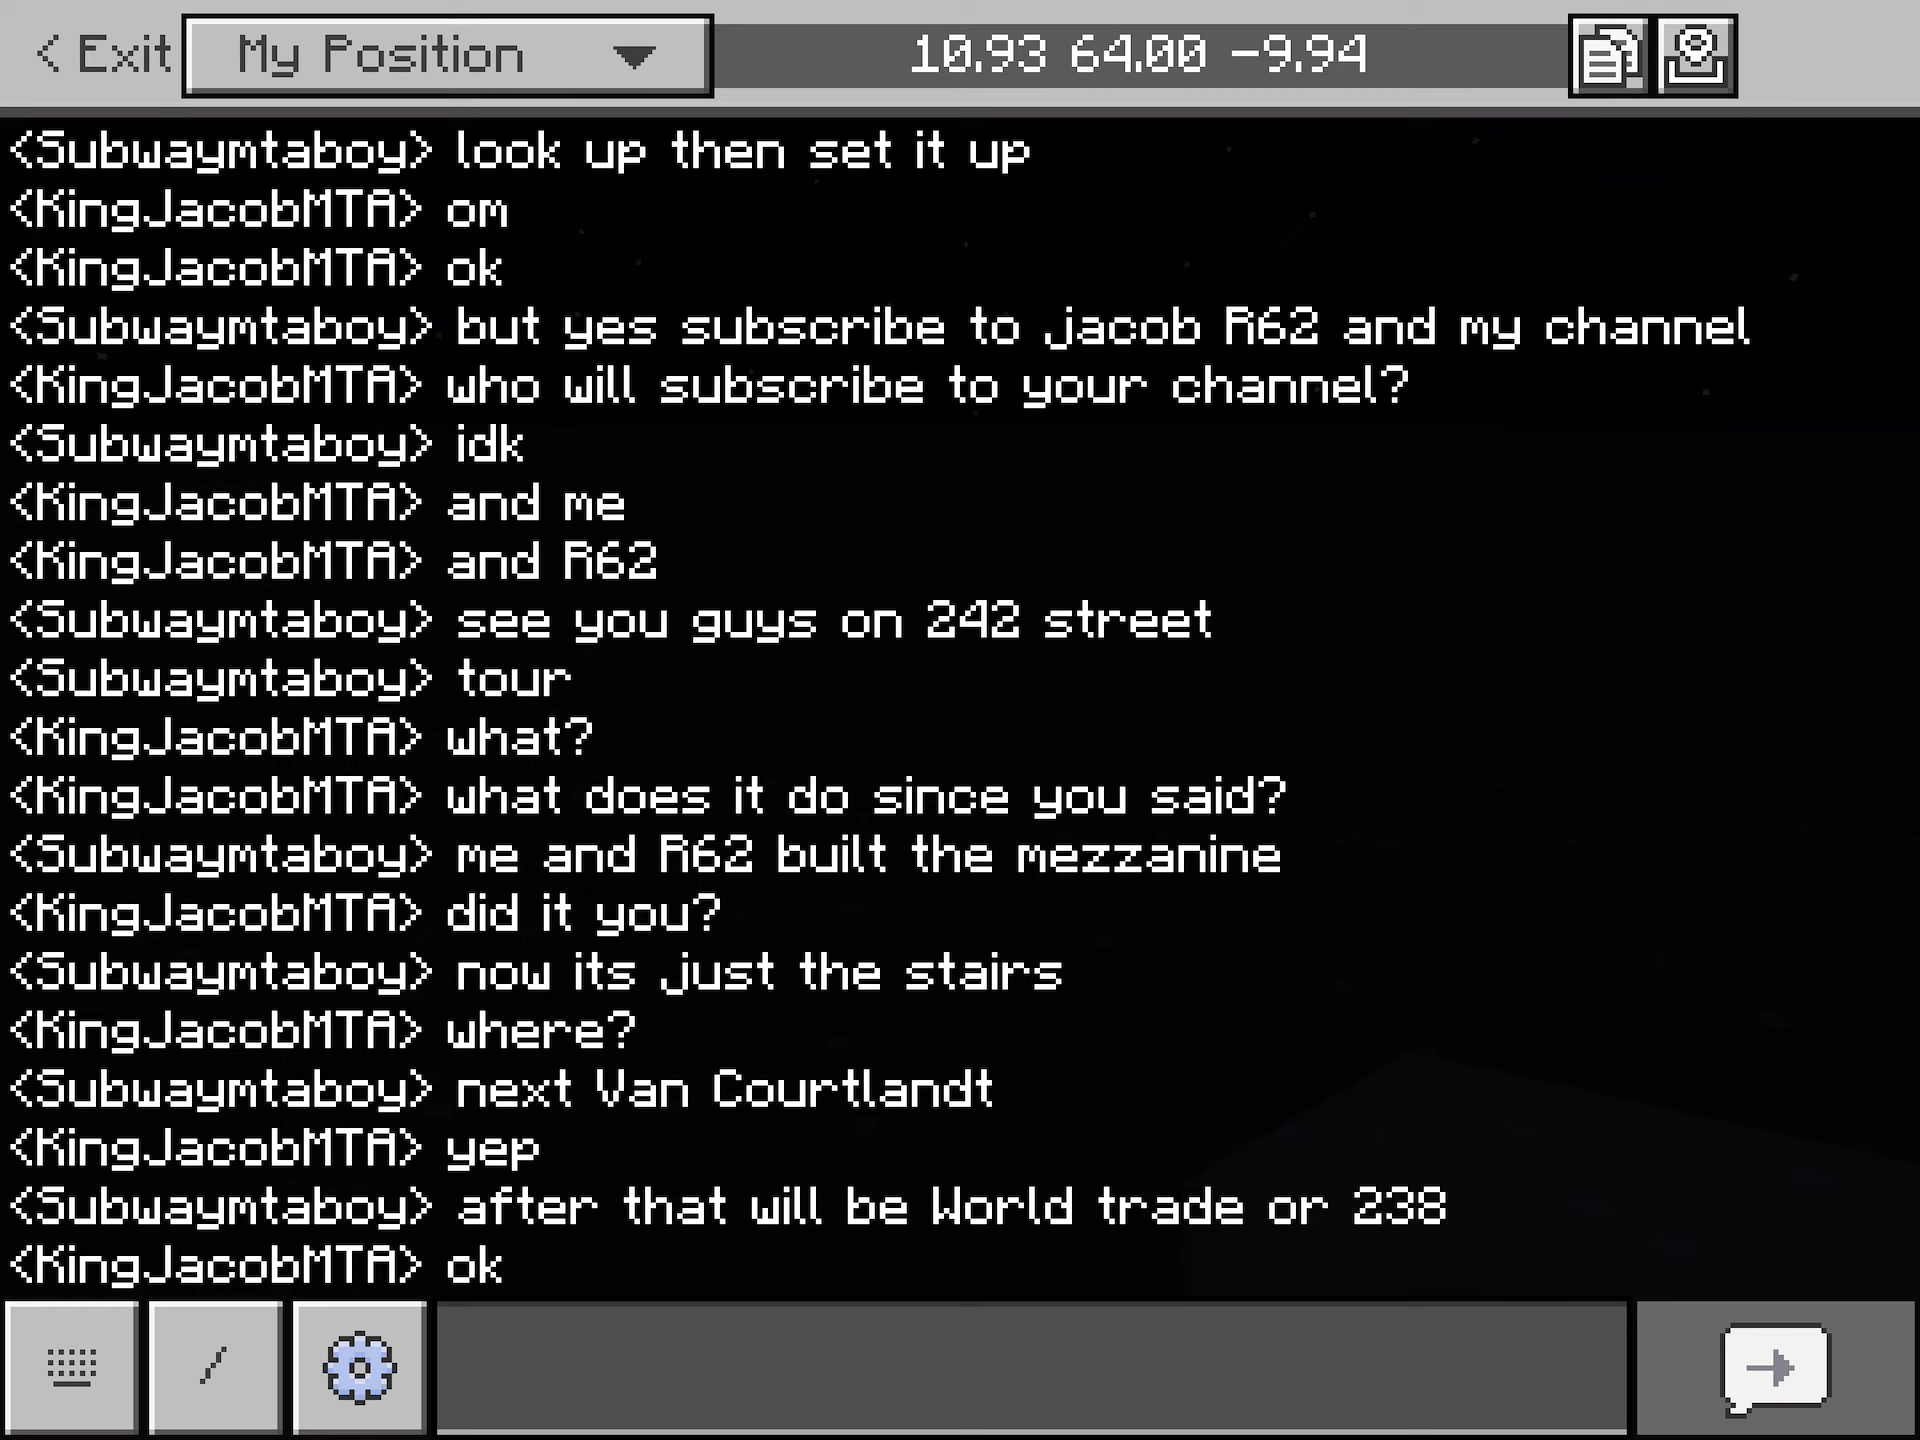 < Exit
My Position
10.93 64.00 -9.94
<Subwaymtaboy> look up then set it up
<KingJacobMTA> om
<KingJacobMTA> ok
<Subwaymtaboy> but yes subscribe to jacob R62 and my channel
<KingJacobMTA> who will subscribe to your channel?
<Subwaymtaboy> idk
<KingJacobMTA> and me
<KingJacobMTA> and R62
<Subwaymtaboy> see you guys on 242 street
<Subwaymtaboy> tour
<KingJacobMTA> what?
<KingJacobMTA> what does it do since you said?
<Subwaymtaboy> me and R62 built the mezzanine
<KingJacobMTA> did it you?
<Subwaymtaboy> now its just the stairs
<KingJacobMTA> where?
<Subwaymtaboy> next Van Courtlandt
<KingJacobMTA> yep
<Subwaymtaboy> after that will be World trade or 238
<KingJacobMTA> ok
/